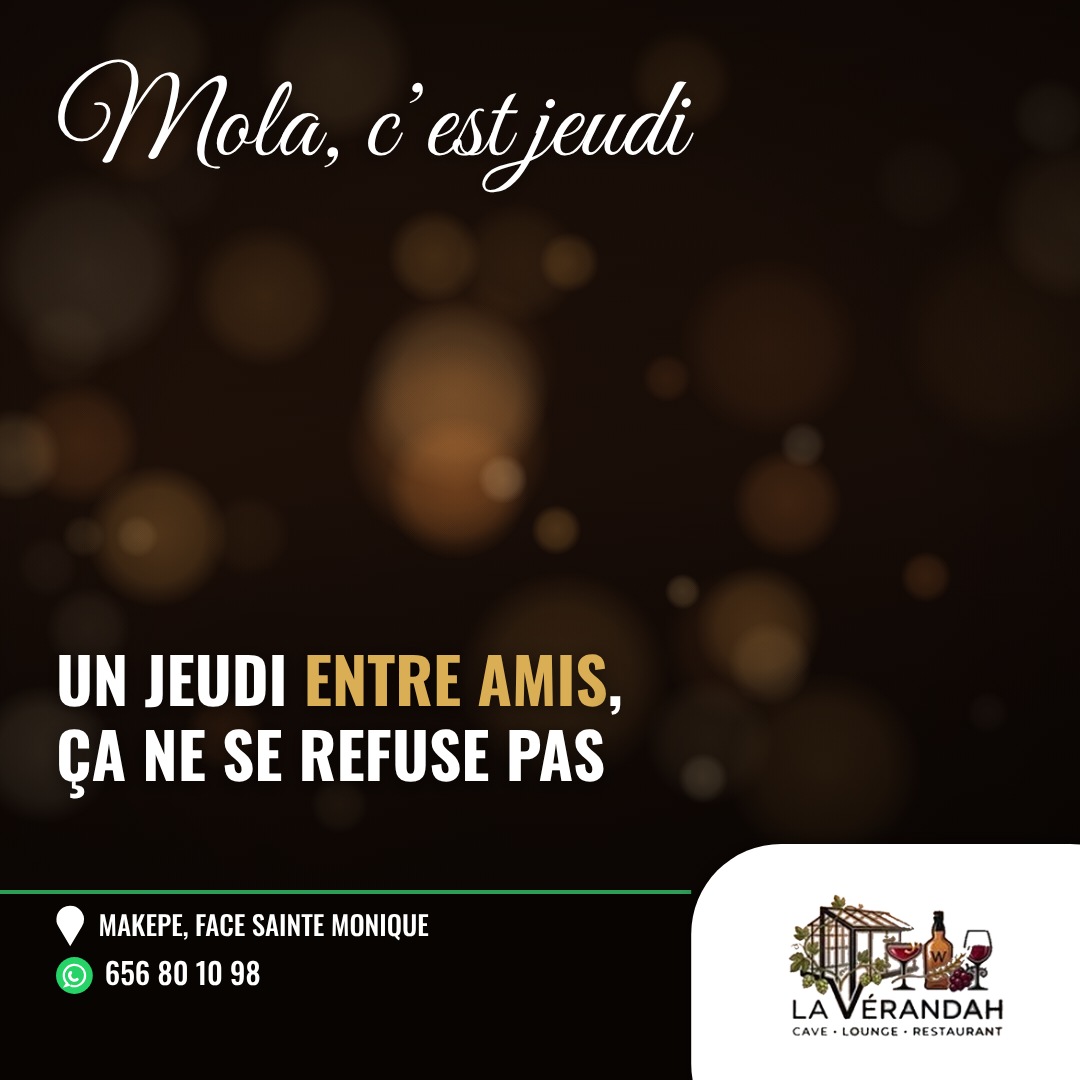 Mola, c'est jeudi
UN JEUDI ENTRE AMIS,
ÇA NE SE REFUSE PAS
MAKEPE, FACE SAINTE MONIQUE
656 80 10 98
W
LA VÉRANDAH
CAVE • LOUNGE • RESTAURANT